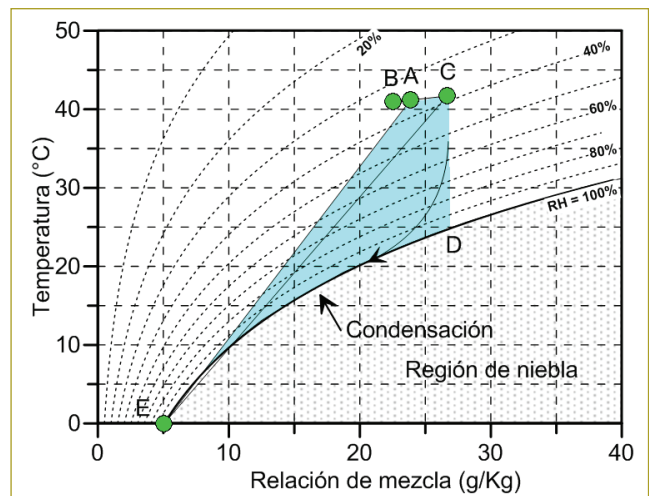 50
40
30
20
10
0
Temperatura (°C)
20%
40%
60%
80%
RH = 100%
B
A
C
D
E
Condensación
Región de niebla
0
10
20
30
40
Relación de mezcla (g/Kg)